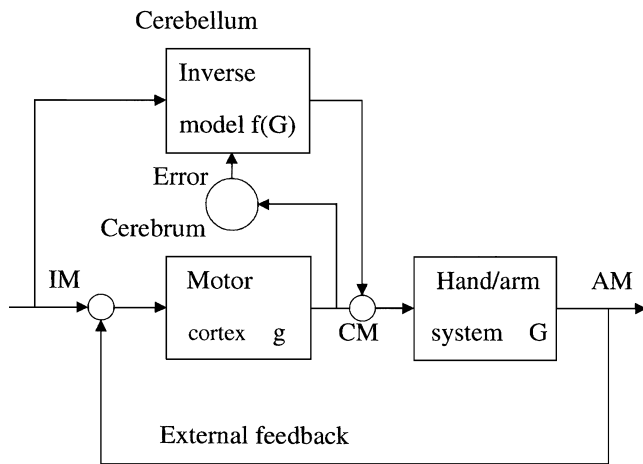 Cerebellum
Inverse
model f(G)
Error
Cerebrum
IM
Motor
cortex g
CM
Hand/arm
system G
AM
External feedback